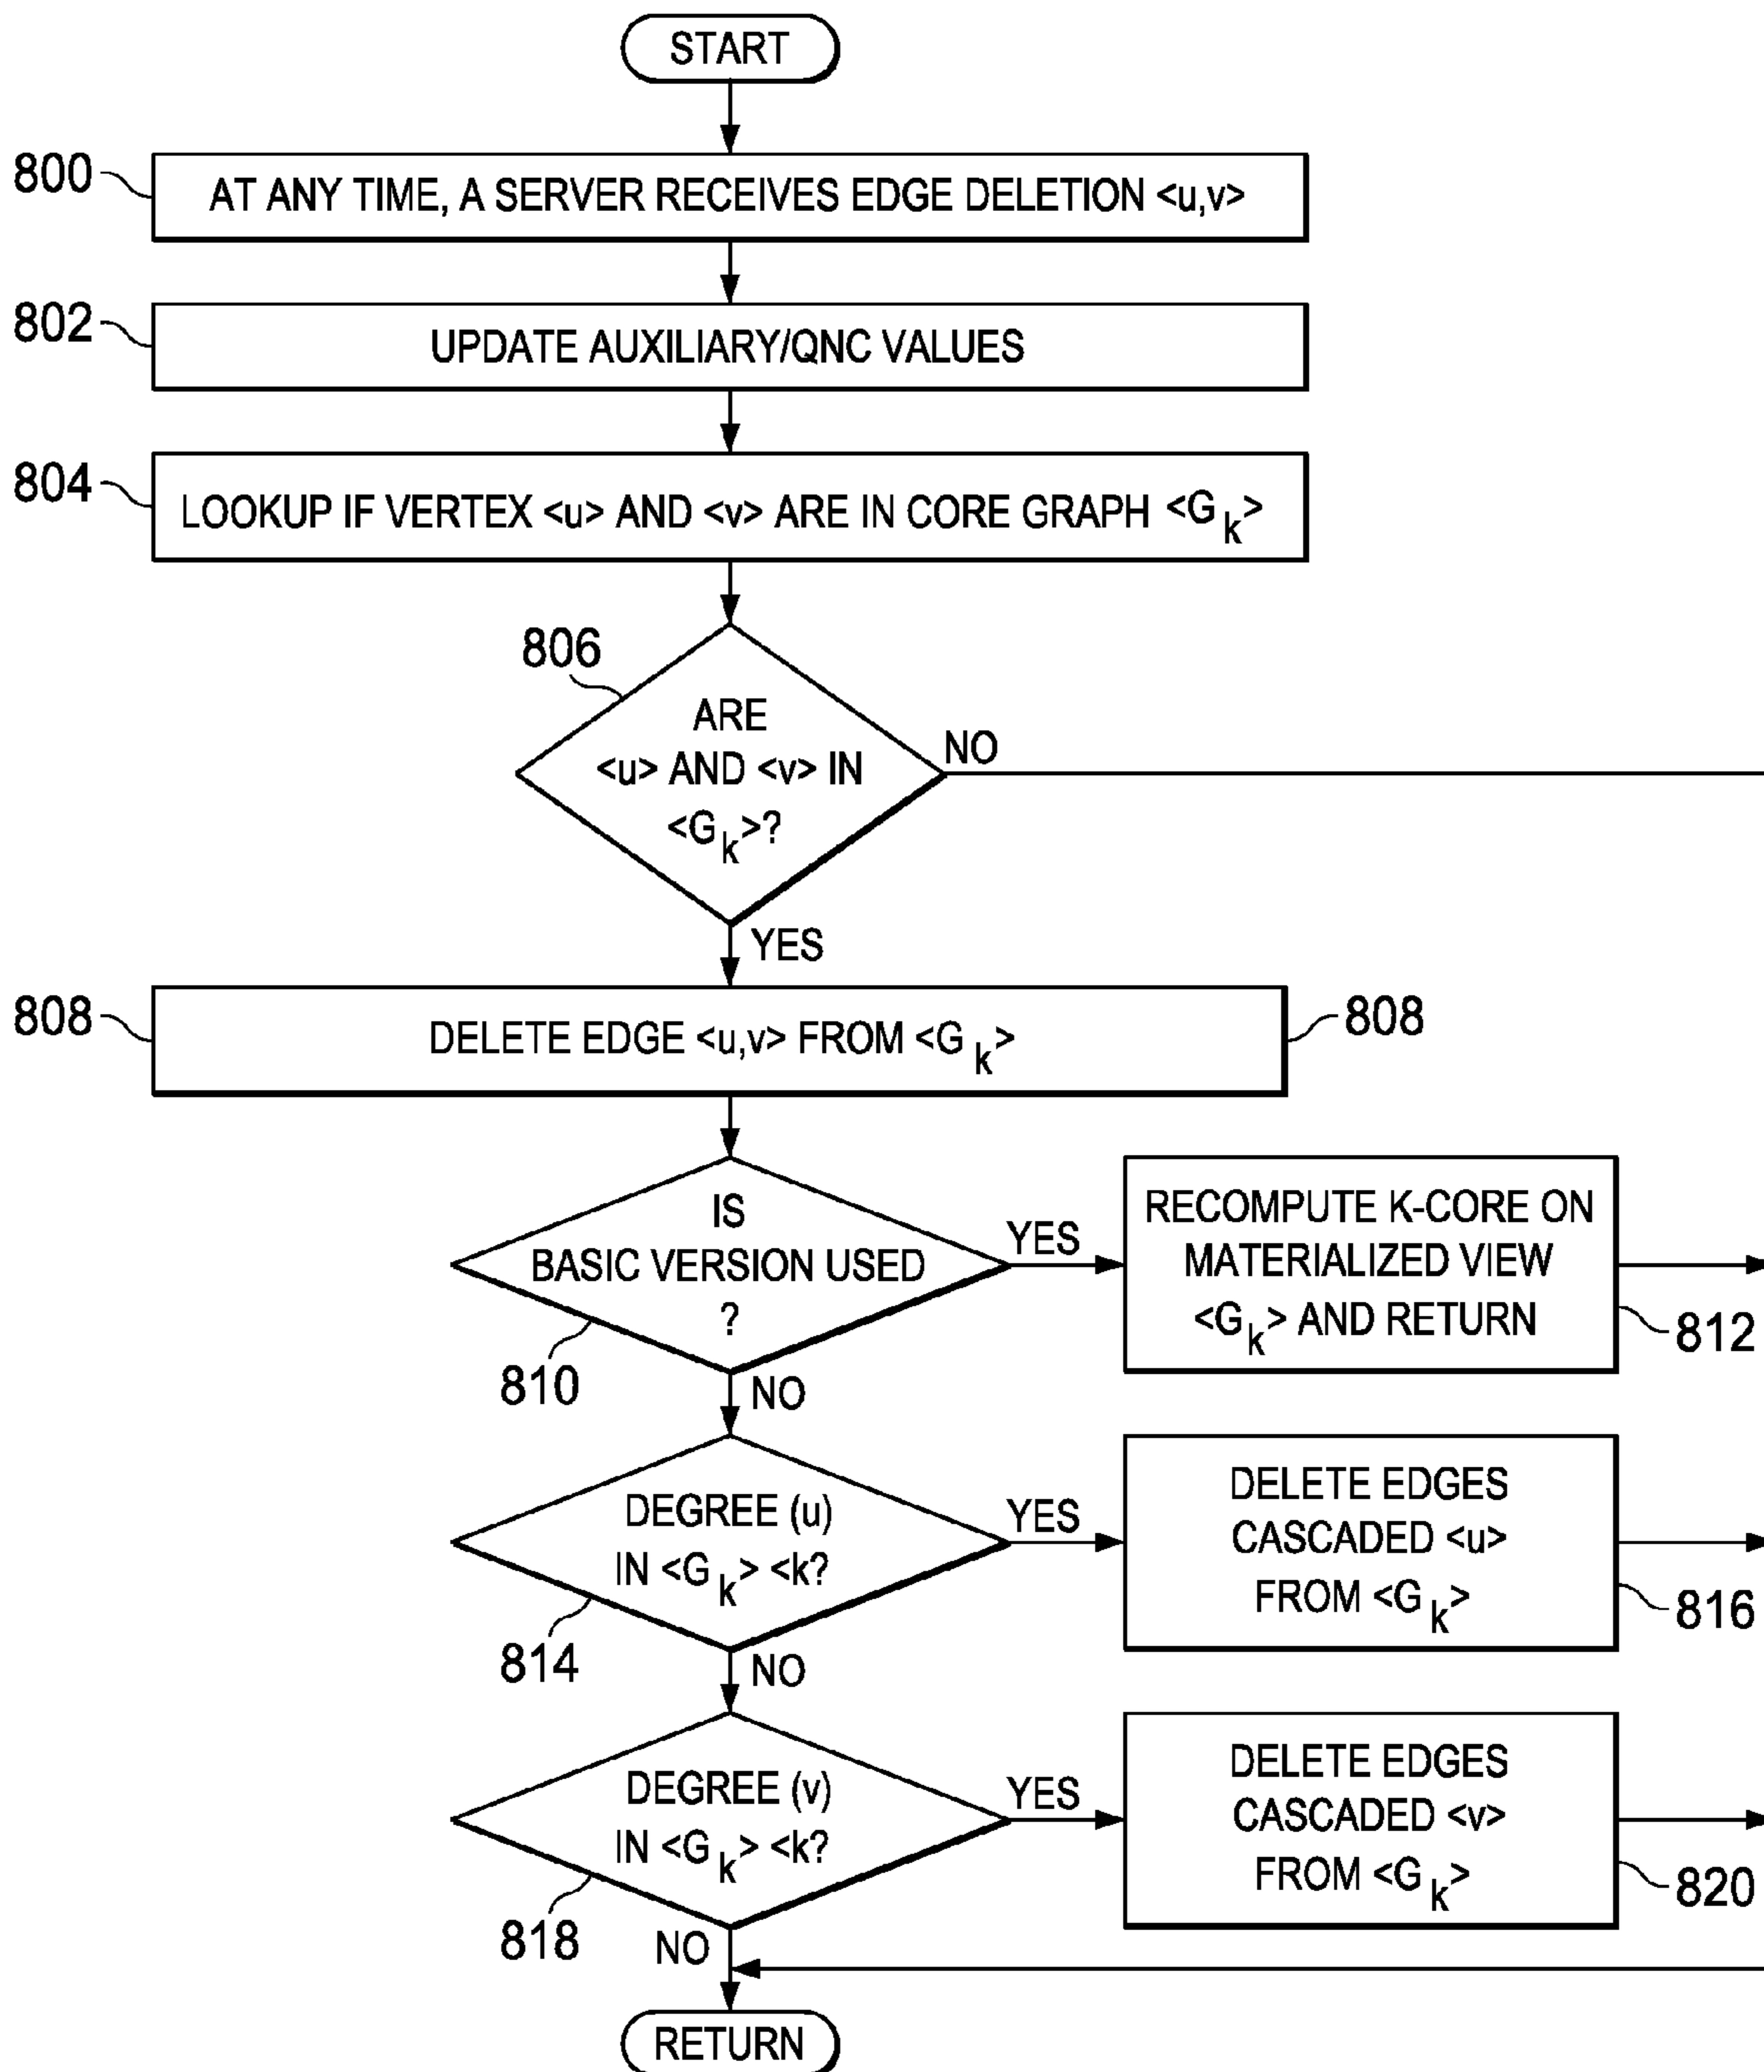 START
800
AT ANY TIME, A SERVER RECEIVES EDGE DELETION <u,v>
802
UPDATE AUXILIARY/QNC VALUES
804
LOOKUP IF VERTEX <u> AND <v> ARE IN CORE GRAPH <G k>
806
ARE
<u> AND <v> IN
<G k>?
NO
YES
808
DELETE EDGE <u,v> FROM <G k>
808
IS
BASIC VERSION USED
?
810
YES
RECOMPUTE K-CORE ON
MATERIALIZED VIEW
<G k> AND RETURN
812
NO
DEGREE (u)
IN <G k> <k?
814
YES
DELETE EDGES
CASCADED <u>
FROM <G k>
816
NO
DEGREE (v)
IN <G k> <k?
818
YES
DELETE EDGES
CASCADED <v>
FROM <G k>
820
NO
RETURN